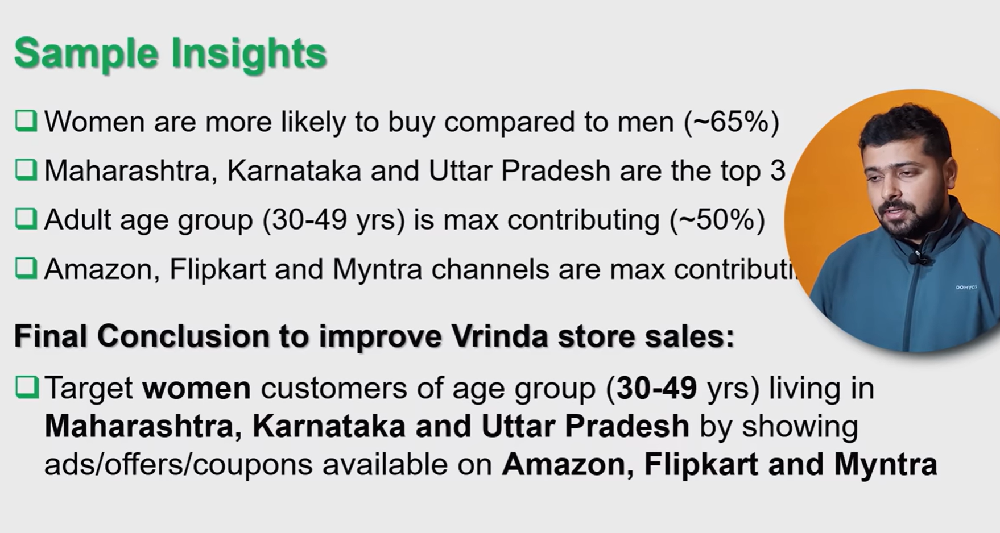 Sample Insights
Women are more likely to buy compared to men (~65%)
Maharashtra, Karnataka and Uttar Pradesh are the top 3
Adult age group (30-49 yrs) is max contributing (~50%)
Amazon, Flipkart and Myntra channels are max
DOMYOS
Final Conclusion to improve Vrinda store sales:
Target women customers of age group (30-49 yrs) living in
Maharashtra, Karnataka and Uttar Pradesh by showing
ads/offers/coupons available on Amazon, Flipkart and Myntra